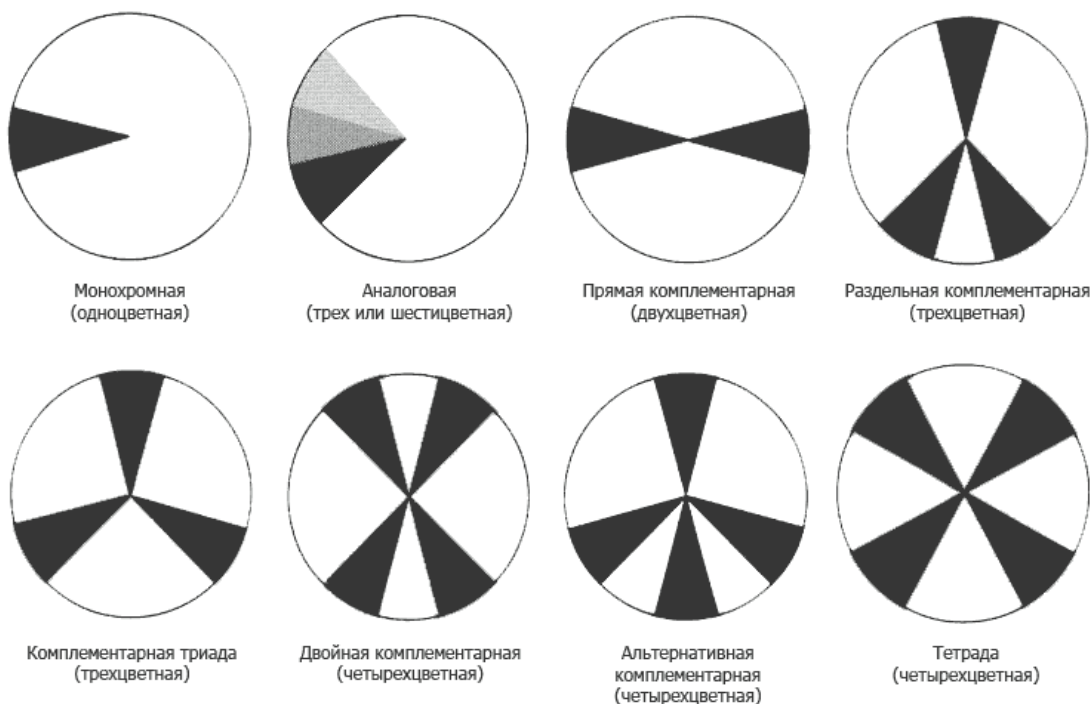 Монохромная
(одноцветная)
Аналоговая
(трех или шестицветная)
Прямая комплементарная
(двухцветная)
Раздельная комплементарная
(трехцветная)
Комплементарная триада
(трехцветная)
Двойная комплементарная
(четырехцветная)
Альтернативная
комплементарная
(четырехцветная)
Тетрада
(четырехцветная)